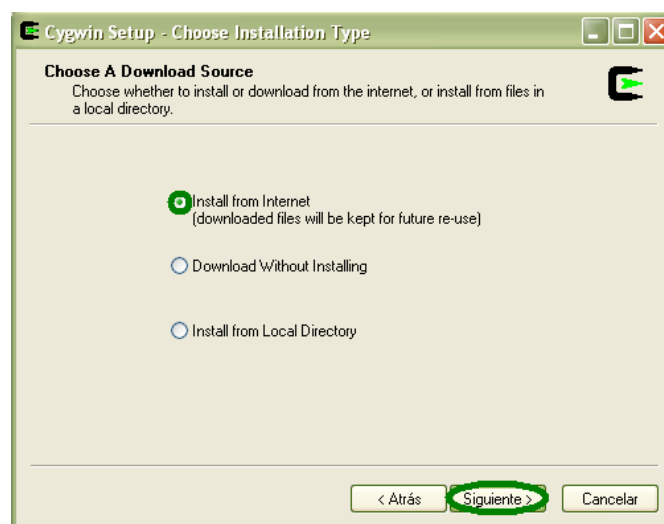 Cygwin Setup - Choose Installation Type
Choose A Download Source
Choose whether to install or download from the internet, or install from files in
a local directory.
Install from Internet
(downloaded files will be kept for future re-use)
Download Without Installing
Install from Local Directory
< Atrás Siguiente > Cancelar